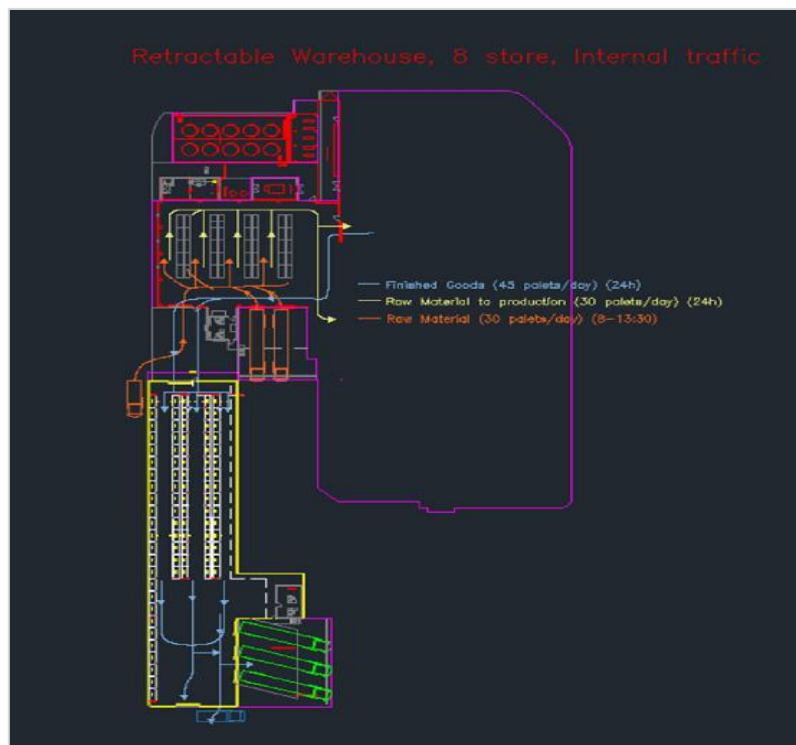 Retractable Warehouse, 8 store, Internal traffic
Finished Goods (45 palets/day) (24h)
Raw Material to production (30 palets/day) (24h)
Raw Material (30 palets/day) (8-13:30)